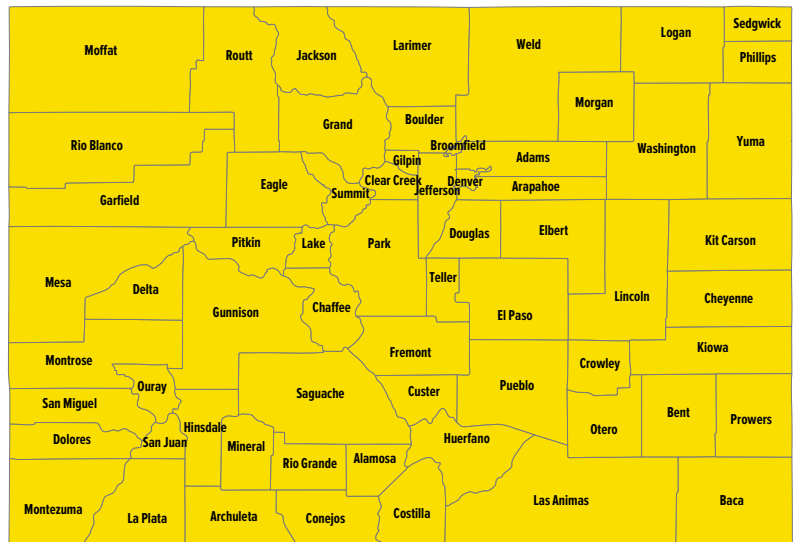 Sedgwick
Logan
Larimer
Weld
Moffat
Routt
Jackson
Phillips
Morgan
Boulder
Grand
Yuma
Rio Blanco
Broomfield
Washington
Adams
Gilpin
Clear Creek
Denver
Eagle
Arapahoe
Jefferson
Summit
Garfield
Elbert
Douglas
Kit Carson
Pitkin
Lake
Park
Teller
Mesa
Delta
Lincoln
Cheyenne
Chaffee
Gunnison
El Paso
Kiowa
Fremont
Montrose
Crowley
Ouray
Pueblo
Custer
Saguache
San Miguel
Bent
Prowers
Hinsdale
Otero
Huerfano
Dolores
San Juan
Mineral
Alamosa
Rio Grande
Las Animas
Baca
Montezuma
Costilla
Archuleta
La Plata
Conejos